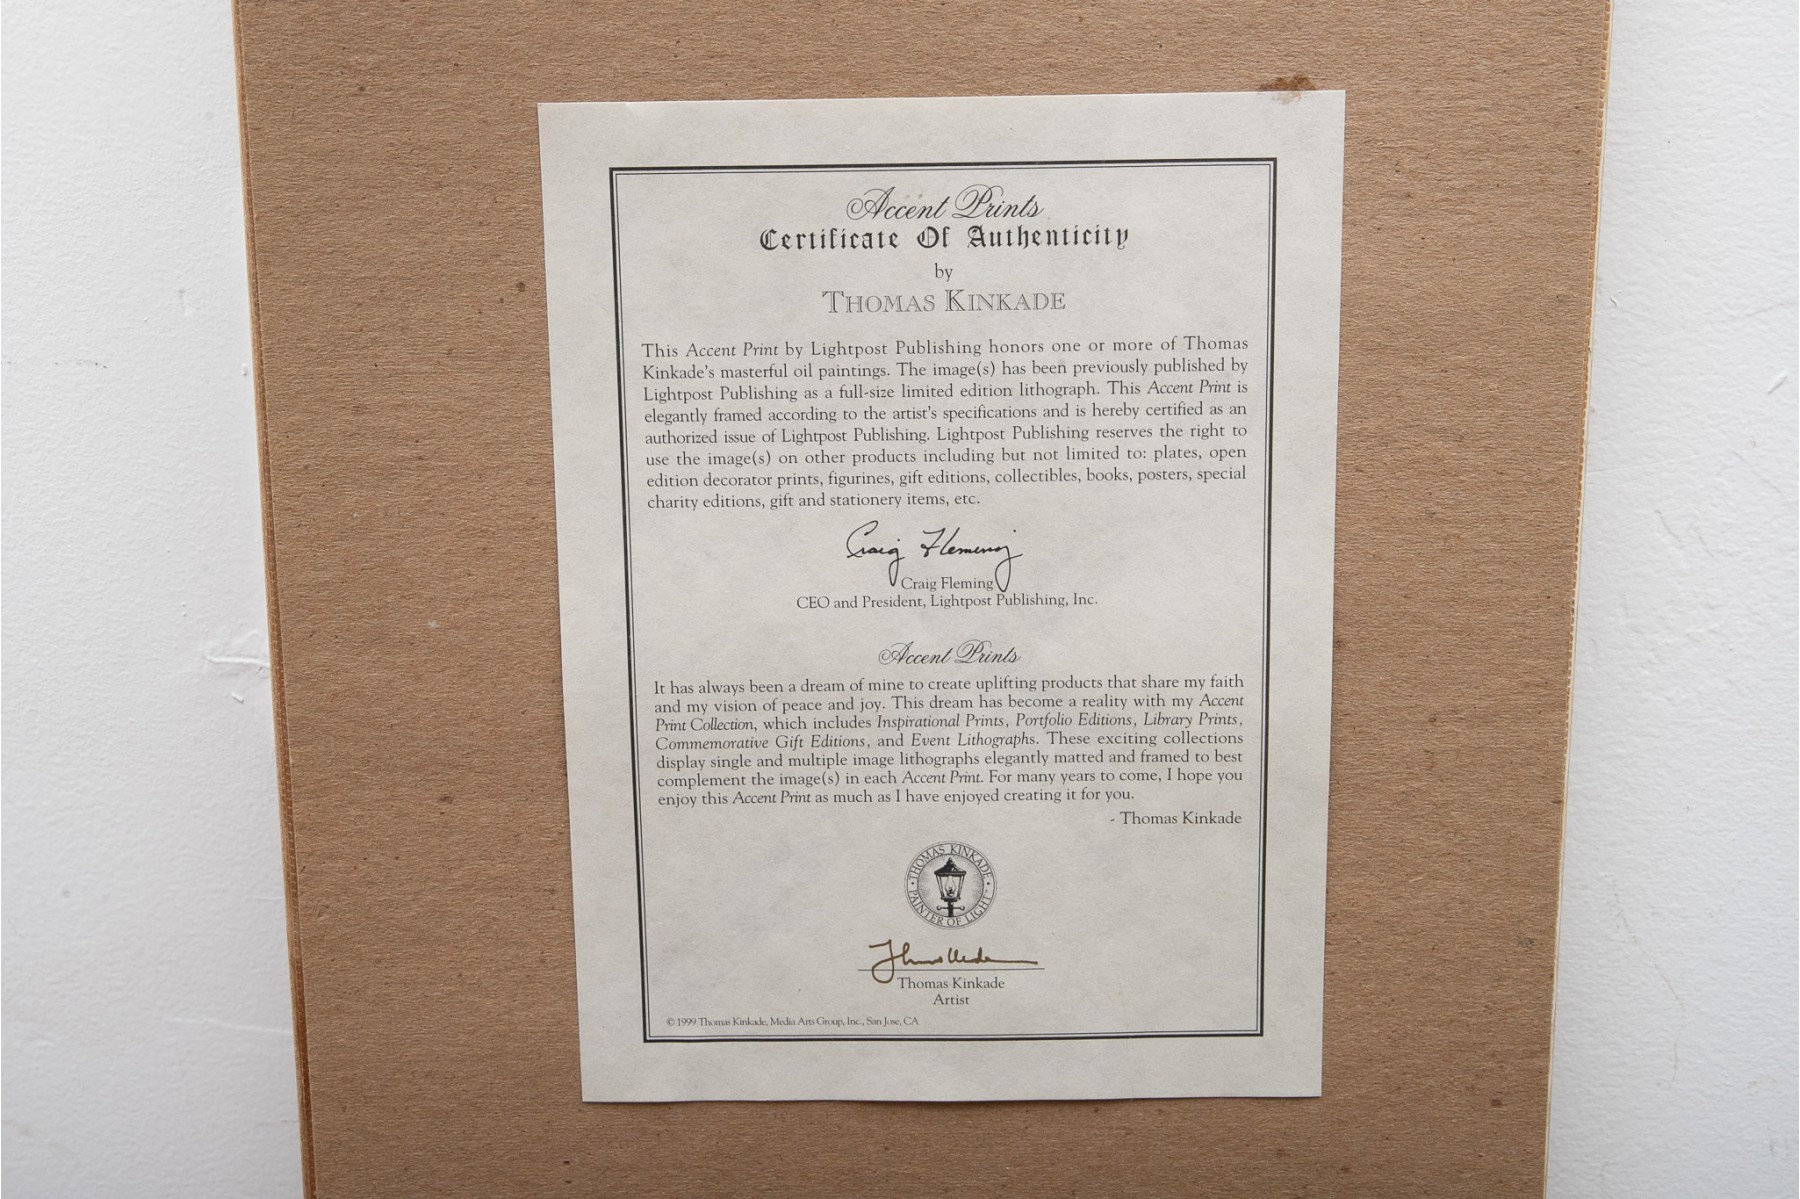 Accent Prints
Certificate Of Authenticity
by
THOMAS KINKADE
This Accent Print by Lightpost Publishing honors one or more of Thomas
Kinkade's masterful oil paintings. The image(s) has been previously published by
Lightpost Publishing as a full-size limited edition lithograph. This Accent Print is
elegantly framed according to the artist's specifications and is hereby certified as an
authorized issue of Lightpost Publishing. Lightpost Publishing reserves the right to
use the image(s) on other products including but not limited to: plates, open
edition decorator prints, figurines, gift editions, collectibles, books, posters, special
charity editions, gift and stationery items, etc.
Craig Fleming
Craig Fleming
CEO and President, Lightpost Publishing, Inc.
Accent Prints
It has always been a dream of mine to create uplifting products that share my faith
and my vision of peace and joy. This dream has become a reality with my Accent
Print Collection, which includes Inspirational Prints, Portfolio Editions, Library Prints,
Commemorative Gift Editions, and Event Lithographs. These exciting collections
display single and multiple image lithographs elegantly matted and framed to best
complement the image(s) in each Accent Print. For many years to come, I hope you
enjoy this Accent Print as much as I have enjoyed creating it for you.
- Thomas Kinkade
THOMAS KINKADE
PAINTER OF LIGHT
Thomas Kinkade
Artist
© 1999 Thomas Kinkade, Media Arts Group, Inc., San Jose, CA